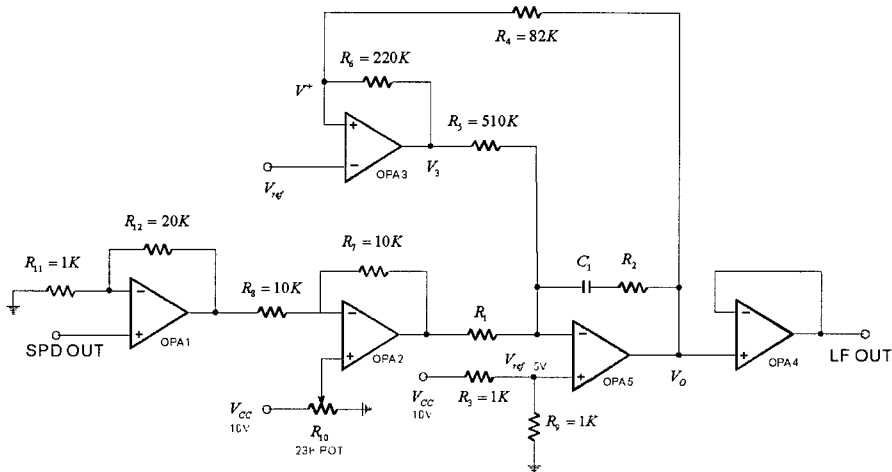 R4 = 82K
R6 = 220K
V+
R5 = 510K
OPA3
V3
Vref
R12 = 20K
R11 = 1K
R7 = 10K
R8 = 10K
C1
R2
R1
OPA1
SPD OUT
OPA2
Vref 5V
OPA5
VO
OPA4
LF OUT
VCC
10V
R10
VCC
10V
R3 = 1K
R9 = 1K
POT